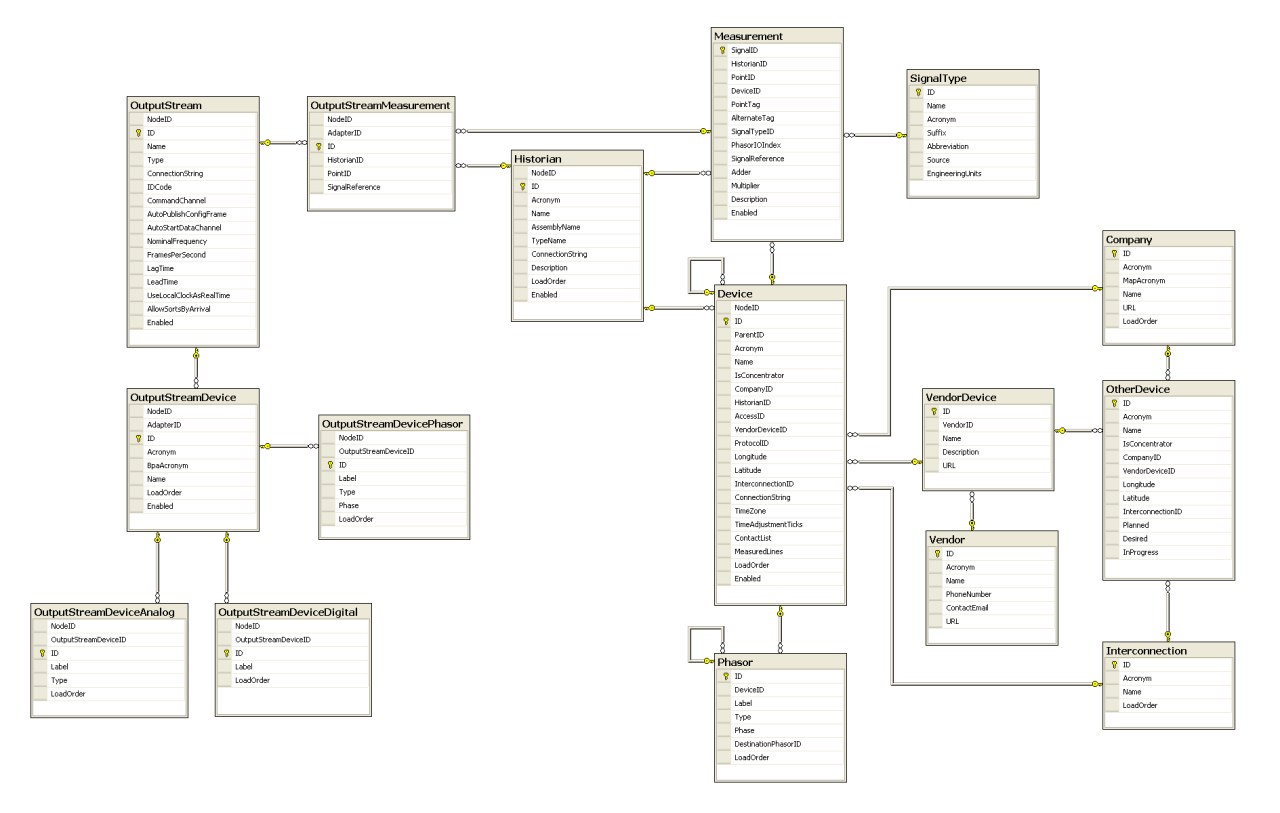 Measurement
SignalID
HistorianID
PointID
DeviceID
PointTag
AlternateTag
SignalTypeID
PhasorIOIndex
SignalReference
Adder
Multiplier
Description
Enabled
SignalType
ID
Name
Acronym
Suffix
Abbreviation
Source
EngineeringUnits
OutputStream
NodeID
ID
Name
Type
ConnectionString
IDCode
CommandChannel
AutoPublishConfigFrame
AutoStartDataChannel
NominalFrequency
FramesPerSecond
LagTime
LeadTime
UseLocalClockAsRealTime
AllowSortsByArrival
Enabled
OutputStreamMeasurement
NodeID
AdapterID
ID
HistorianID
PointID
SignalReference
Historian
NodeID
ID
Acronym
Name
AssemblyName
TypeName
ConnectionString
Description
LoadOrder
Enabled
Company
ID
Acronym
MapAcronym
Name
URL
LoadOrder
Device
NodeID
ID
ParentID
Acronym
Name
IsConcentrator
CompanyID
HistorianID
AccessID
VendorDeviceID
ProtocolID
Longitude
Latitude
InterconnectionID
ConnectionString
TimeZone
TimeAdjustmentTicks
ContactList
MeasuredLines
LoadOrder
Enabled
OtherDevice
ID
Acronym
Name
IsConcentrator
CompanyID
VendorDeviceID
Longitude
Latitude
InterconnectionID
Planned
Desired
InProgress
VendorDevice
ID
VendorID
Name
Description
URL
OutputStreamDevice
NodeID
AdapterID
ID
Acronym
BpaAcronym
Name
LoadOrder
Enabled
OutputStreamDevicePhasor
NodeID
OutputStreamDeviceID
ID
Label
Type
Phase
LoadOrder
Vendor
ID
Acronym
Name
PhoneNumber
ContactEmail
URL
OutputStreamDeviceAnalog
NodeID
OutputStreamDeviceID
ID
Label
Type
LoadOrder
OutputStreamDeviceDigital
NodeID
OutputStreamDeviceID
ID
Label
LoadOrder
Phasor
ID
DeviceID
Label
Type
Phase
DestinationPhasorID
LoadOrder
Interconnection
ID
Acronym
Name
LoadOrder